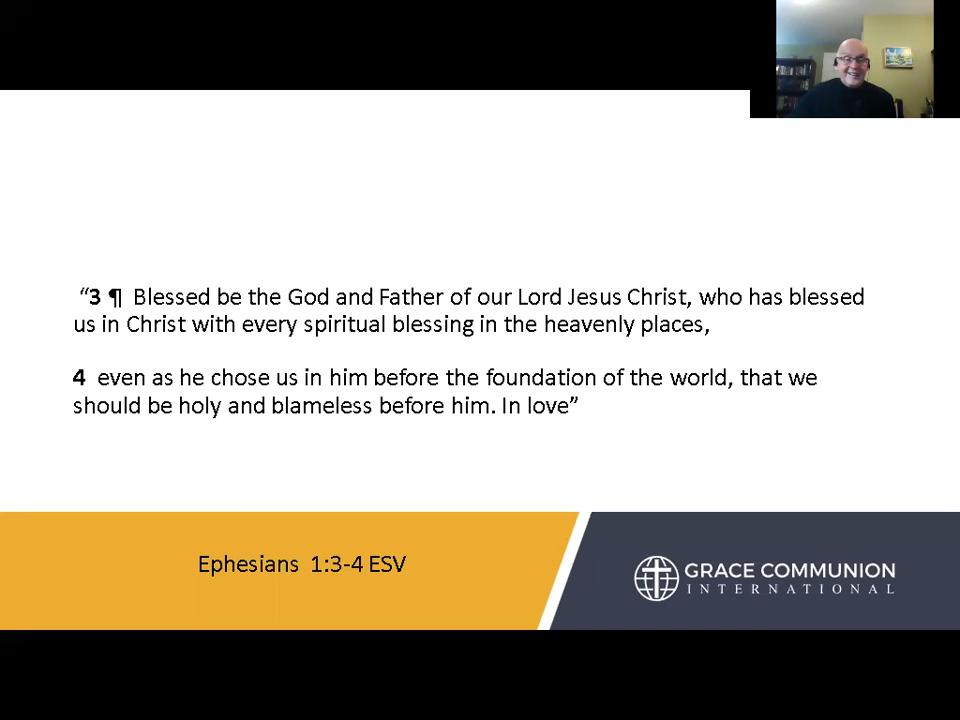 “3 ¶ Blessed be the God and Father of our Lord Jesus Christ, who has blessed
us in Christ with every spiritual blessing in the heavenly places,
4 even as he chose us in him before the foundation of the world, that we
should be holy and blameless before him. In love”
Ephesians 1:3-4 ESV
GRACE COMMUNION
INTERNATIONAL